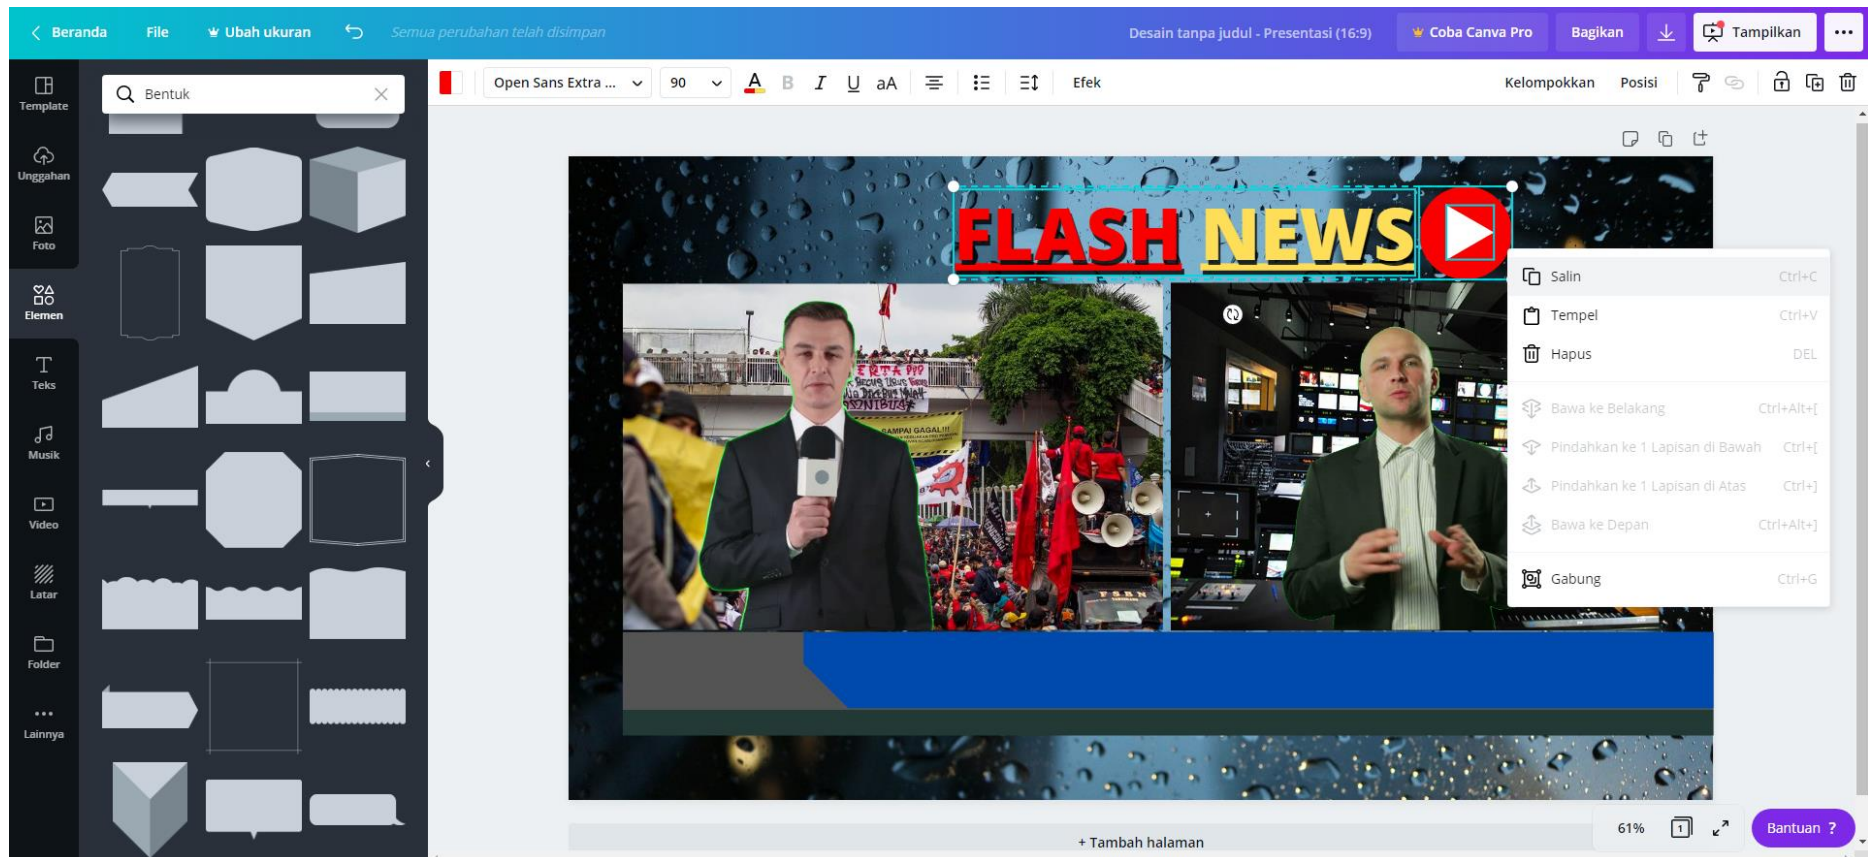 Beranda
File
Ubah ukuran
Semua perubahan telah disimpan
Desain tanpa judul - Presentasi (16:9)
Coba Canva Pro
Bagikan
Tampilkan
Template
Unggahan
Foto
Elemen
Teks
Musik
Video
Latar
Folder
Lainnya
Bentuk
Open Sans Extra ...
90
A
B
I
U
aA
Efek
Kelompokkan
Posisi
FLASH NEWS
SAMPAI GAGAL!!!
Salin Ctrl+C
Tempel Ctrl+V
Hapus DEL
Bawa ke Belakang Ctrl+Alt+[
Pindahkan ke 1 Lapisan di Bawah Ctrl+[
Pindahkan ke 1 Lapisan di Atas Ctrl+]
Bawa ke Depan Ctrl+Alt+]
Gabung Ctrl+G
+ Tambah halaman
61%
1
Bantuan ?